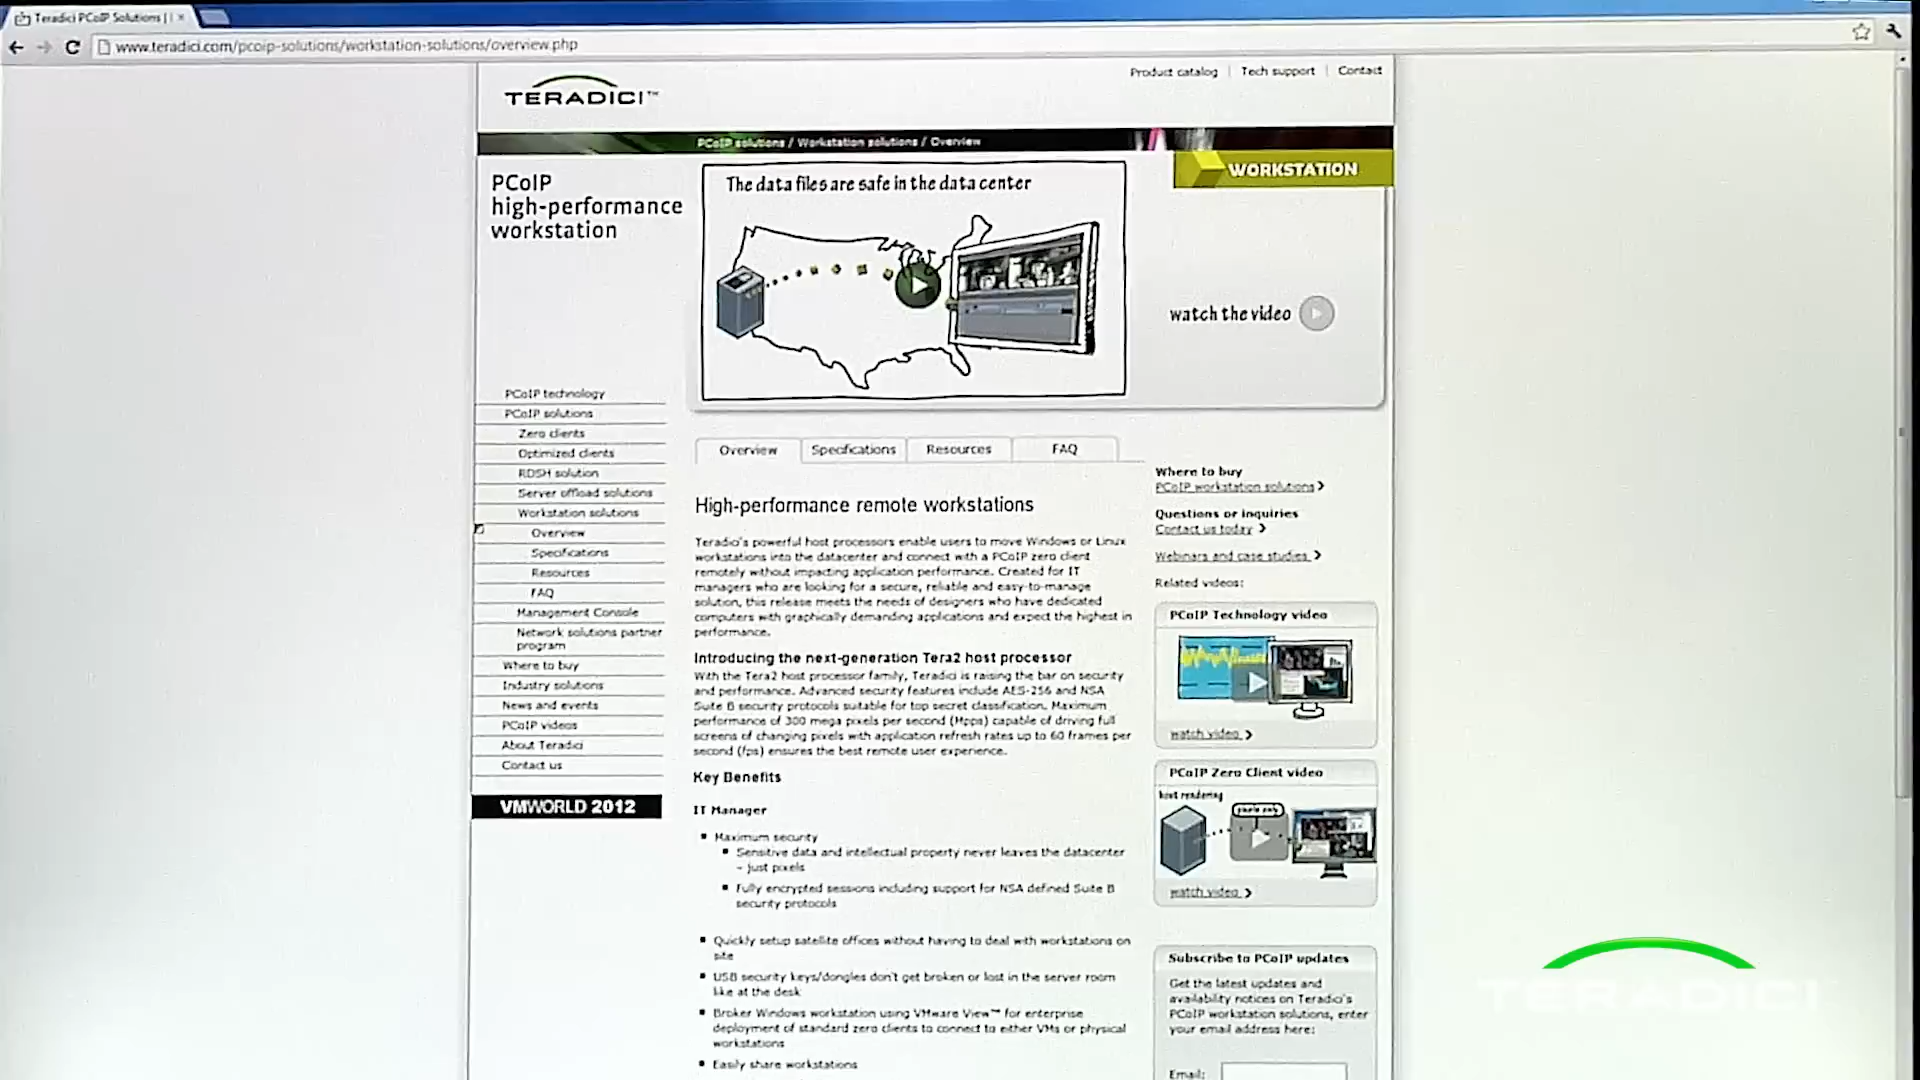 Teradici PCoIP Solutions |
www.teradici.com/pcoip-solutions/workstation-solutions/overview.php
Product catalog | Tech support | Contact
TERADICI™
PCoIP solutions / Workstation solutions / Overview
WORKSTATION
PCoIP
high-performance
workstation
The data files are safe in the data center
watch the video
PCoIP technology
PCoIP solutions
Zero clients
Optimized clients
RDSH solution
Server offload solutions
Workstation solutions
Overview
Specifications
Resources
FAQ
Management Console
Network solutions partner
program
Where to buy
Industry solutions
News and events
PCoIP videos
About Teradici
Contact us
VMWORLD 2012
Overview
Specifications
Resources
FAQ
High-performance remote workstations
Teradici's powerful host processors enable users to move Windows or Linux
workstations into the datacenter and connect with a PCoIP zero client
remotely without impacting application performance. Created for IT
managers who are looking for a secure, reliable and easy-to-manage
solution, this release meets the needs of designers who have dedicated
computers with graphically demanding applications and expect the highest in
performance.
Introducing the next-generation Tera2 host processor
With the Tera2 host processor family, Teradici is raising the bar on security
and performance. Advanced security features include AES-256 and NSA
Suite B security protocols suitable for top secret classification. Maximum
performance of 300 mega pixels per second (Mpps) capable of driving full
screens of changing pixels with application refresh rates up to 60 frames per
second (fps) ensures the best remote user experience.
Key Benefits
IT Manager
Maximum security
Sensitive data and intellectual property never leaves the datacenter
– just pixels
Fully encrypted sessions including support for NSA defined Suite B
security protocols
Quickly setup satellite offices without having to deal with workstations on
site
USB security keys/dongles don't get broken or lost in the server room
like at the desk
Broker Windows workstation using VMware View™ for enterprise
deployment of standard zero clients to connect to either VMs or physical
workstations
Easily share workstations
Where to buy
PCoIP workstation solutions
Questions or inquiries
Contact us today
Webinars and case studies
Related videos:
PCoIP Technology video
watch video
PCoIP Zero Client video
host rendering
pixels only
watch video
Subscribe to PCoIP updates
Get the latest updates and
availability notices on Teradici's
PCoIP workstation solutions, enter
your email address here:
Email:
TERADICI